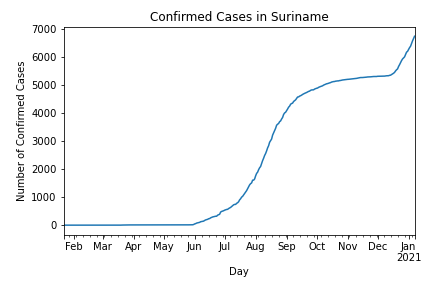 Confirmed Cases in Suriname
7000
6000
5000
4000
3000
2000
1000
0
Number of Confirmed Cases
Feb Mar Apr May Jun Jul Aug Sep Oct Nov Dec Jan
2021
Day